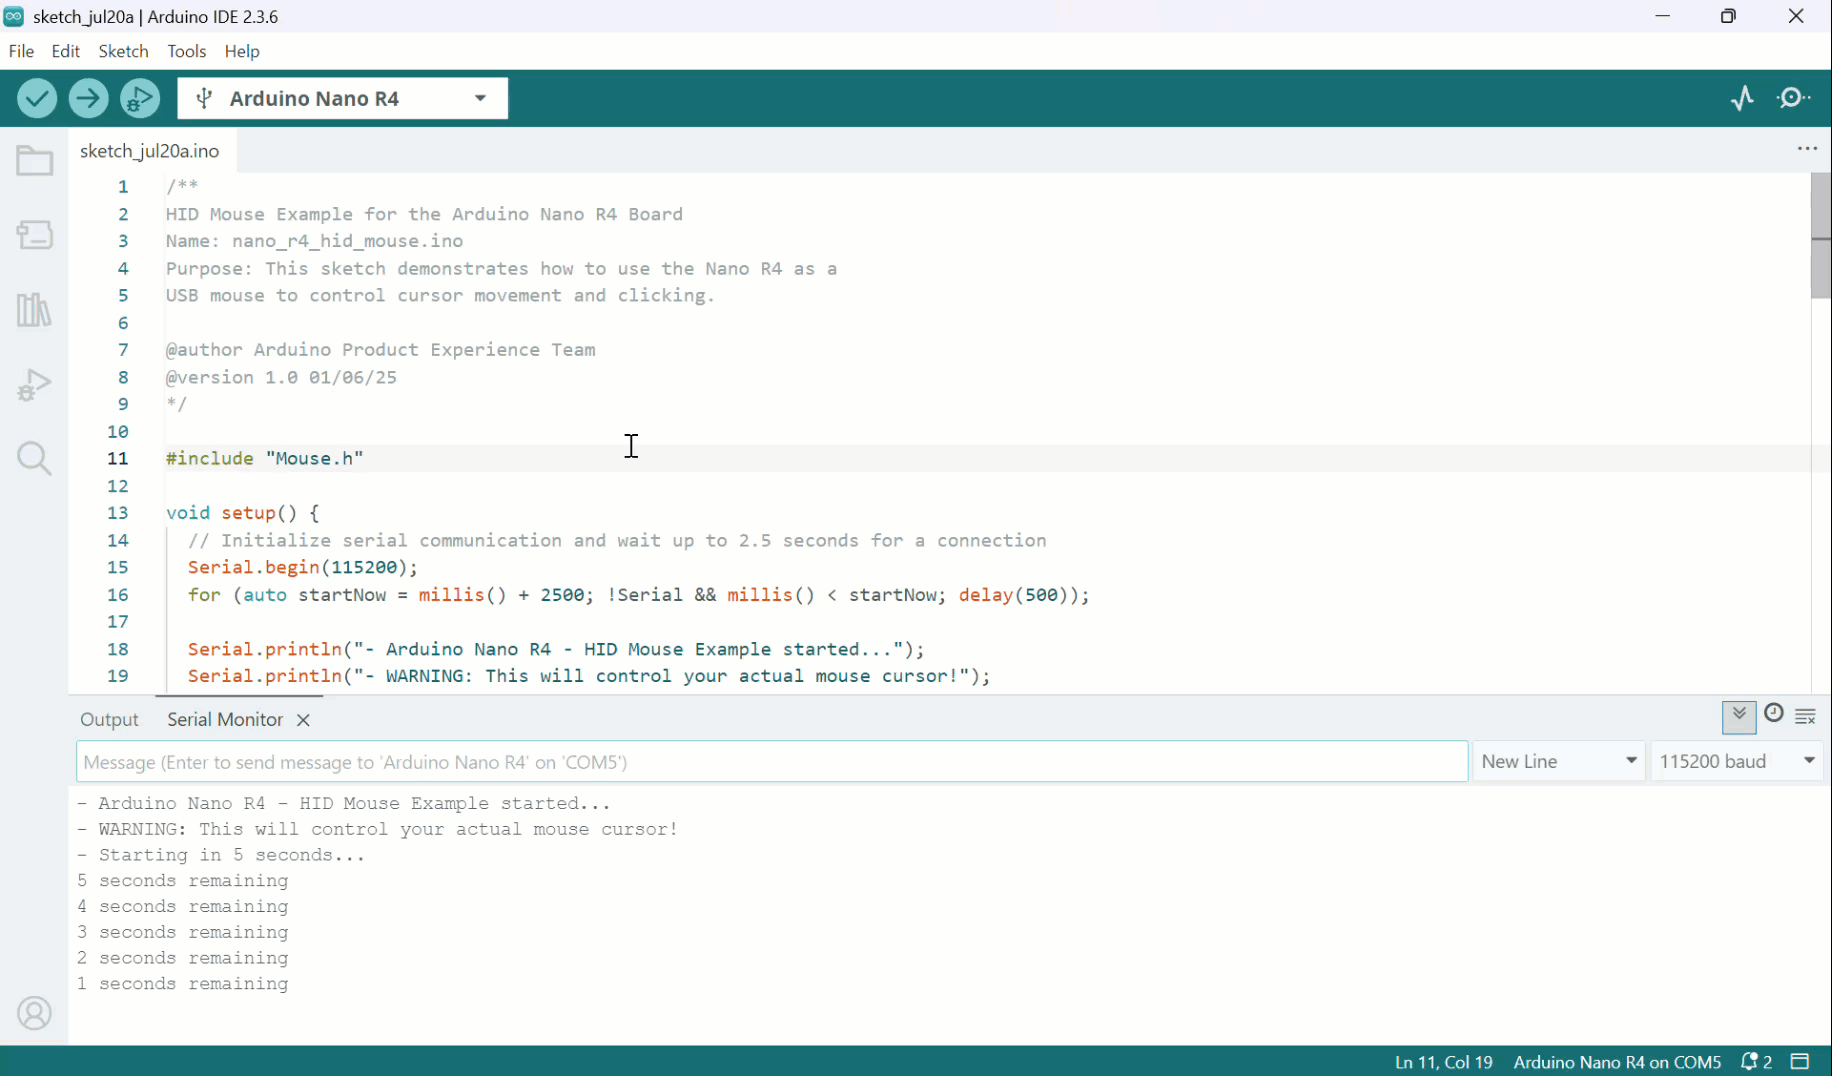 sketch_jul20a | Arduino IDE 2.3.6
File Edit Sketch Tools Help
Arduino Nano R4
sketch_jul20a.ino
1 /**
2 HID Mouse Example for the Arduino Nano R4 Board
3 Name: nano_r4_hid_mouse.ino
4 Purpose: This sketch demonstrates how to use the Nano R4 as a
5 USB mouse to control cursor movement and clicking.
6
7 @author Arduino Product Experience Team
8 @version 1.0 01/06/25
9 */
10
11 #include "Mouse.h"
12
13 void setup() {
14 // Initialize serial communication and wait up to 2.5 seconds for a connection
15 Serial.begin(115200);
16 for (auto startNow = millis() + 2500; !Serial && millis() < startNow; delay(500));
17
18 Serial.println("- Arduino Nano R4 - HID Mouse Example started...");
19 Serial.println("- WARNING: This will control your actual mouse cursor!");
Output Serial Monitor
Message (Enter to send message to 'Arduino Nano R4' on 'COM5') New Line 115200 baud
- Arduino Nano R4 - HID Mouse Example started...
- WARNING: This will control your actual mouse cursor!
- Starting in 5 seconds...
5 seconds remaining
4 seconds remaining
3 seconds remaining
2 seconds remaining
1 seconds remaining
Ln 11, Col 19 Arduino Nano R4 on COM5 2